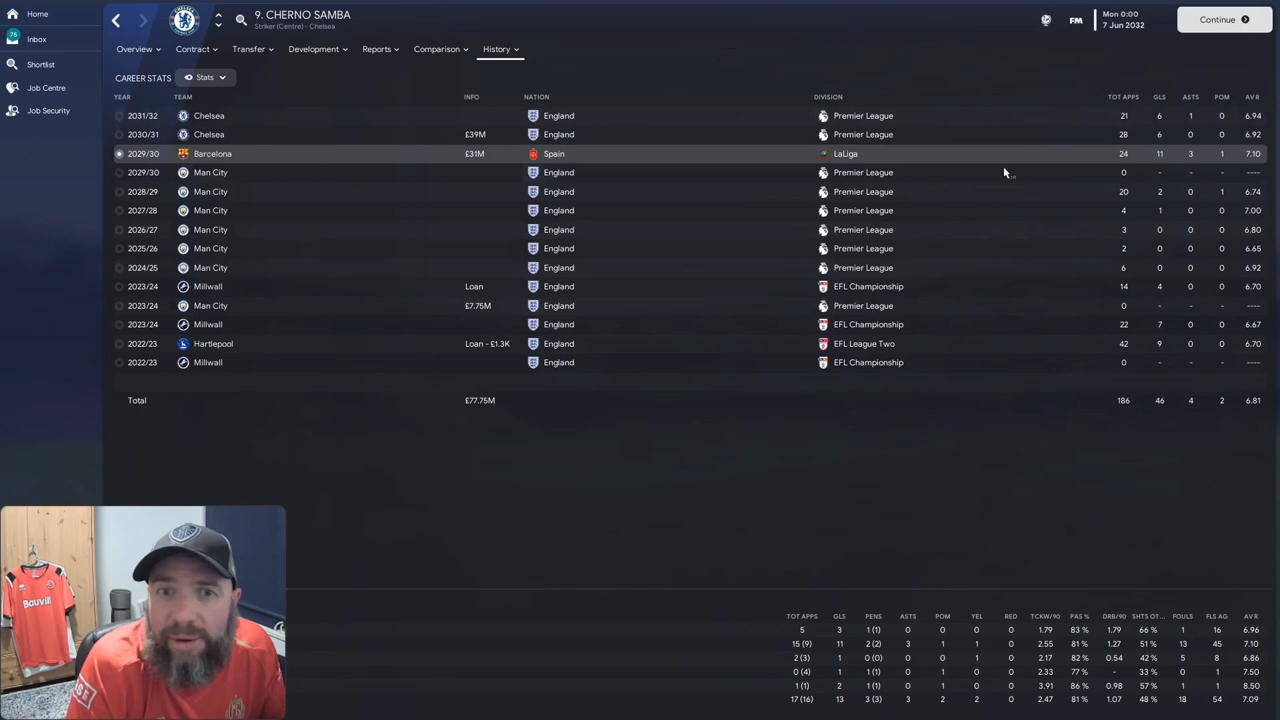 Home
75
Inbox
Shortlist
Job Centre
Job Security
9. CHERNO SAMBA
Striker (Centre) - Chelsea
FM
Mon 0:00
7 Jun 2032
Continue
Overview Contract Transfer Development Reports Comparison History
CAREER STATS Stats
YEAR TEAM INFO NATION DIVISION TOT APPS GLS ASTS POM AVR
2031/32 Chelsea England Premier League 21 6 1 0 6.94
2030/31 Chelsea £39M England Premier League 28 6 0 0 6.92
2029/30 Barcelona £31M Spain LaLiga 24 11 3 1 7.10
2029/30 Man City England Premier League 0 - - - ----
2028/29 Man City England Premier League 20 2 0 1 6.74
2027/28 Man City England Premier League 4 1 0 0 7.00
2026/27 Man City England Premier League 3 0 0 0 6.80
2025/26 Man City England Premier League 2 0 0 0 6.65
2024/25 Man City England Premier League 6 0 0 0 6.92
2023/24 Millwall Loan England EFL Championship 14 4 0 0 6.70
2023/24 Man City £7.75M England Premier League 0 - - - ----
2023/24 Millwall England EFL Championship 22 7 0 0 6.67
2022/23 Hartlepool Loan - £1.3K England EFL League Two 42 9 0 0 6.70
2022/23 Millwall England EFL Championship 0 - - - ----
Total £77.75M 186 46 4 2 6.81
TOT APPS GLS PENS ASTS POM YEL RED TCKW/90 PAS % DRB/90 SHTS OT... FOULS FLS AG AVR
5 3 1 (1) 0 0 0 0 1.79 83 % 1.79 66 % 1 16 6.96
15 (9) 11 2 (2) 3 1 1 0 2.55 81 % 1.27 51 % 13 45 7.10
2 (3) 1 0 (0) 0 0 1 0 2.17 82 % 0.54 42 % 5 8 6.86
0 (4) 1 1 (1) 0 1 0 0 2.33 77 % - 33 % 0 1 7.50
1 (1) 2 1 (1) 0 1 0 0 3.91 86 % 0.98 57 % 1 1 8.50
17 (16) 13 3 (3) 3 2 2 0 2.47 81 % 1.07 48 % 18 54 7.09
Bouvill